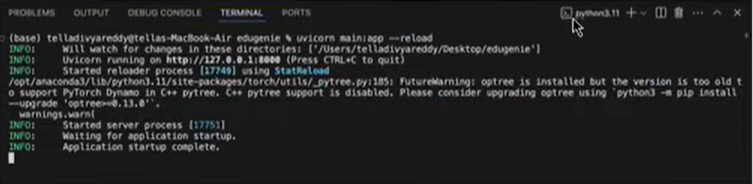 PROBLEMS OUTPUT DEBUG CONSOLE TERMINAL PORTS python3.11
(base) telladivyareddy@tellas-MacBook-Air edugenie % uvicorn main:app --reload
INFO: Will watch for changes in these directories: ['/Users/telladivyareddy/Desktop/edugenie']
INFO: Uvicorn running on http://127.0.0.1:8000 (Press CTRL+C to quit)
INFO: Started reloader process [17749] using StatReload
/opt/anaconda3/lib/python3.11/site-packages/torch/utils/_pytree.py:185: FutureWarning: optree is installed but the version is too old t
o support PyTorch Dynamo in C++ pytree. C++ pytree support is disabled. Please consider upgrading optree using `python3 -m pip install
--upgrade 'optree>=0.13.0'`.
warnings.warn(
INFO: Started server process [17751]
INFO: Waiting for application startup.
INFO: Application startup complete.